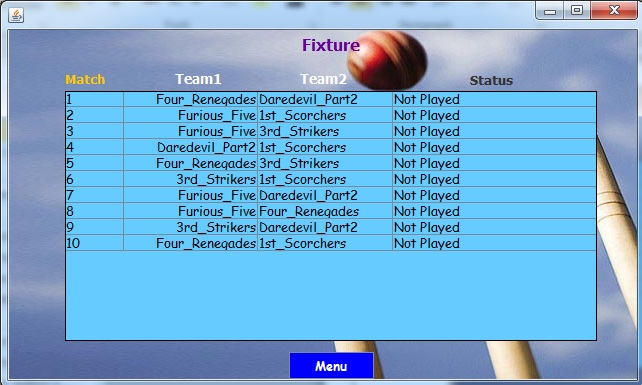 Fixture
Match Team1 Team2 Status
1 Four_Renegades Daredevil_Part2 Not Played
2 Furious_Five 1st_Scorchers Not Played
3 Furious_Five 3rd_Strikers Not Played
4 Daredevil_Part2 1st_Scorchers Not Played
5 Four_Renegades 3rd_Strikers Not Played
6 3rd_Strikers 1st_Scorchers Not Played
7 Furious_Five Daredevil_Part2 Not Played
8 Furious_Five Four_Renegades Not Played
9 3rd_Strikers Daredevil_Part2 Not Played
10 Four_Renegades 1st_Scorchers Not Played
Menu